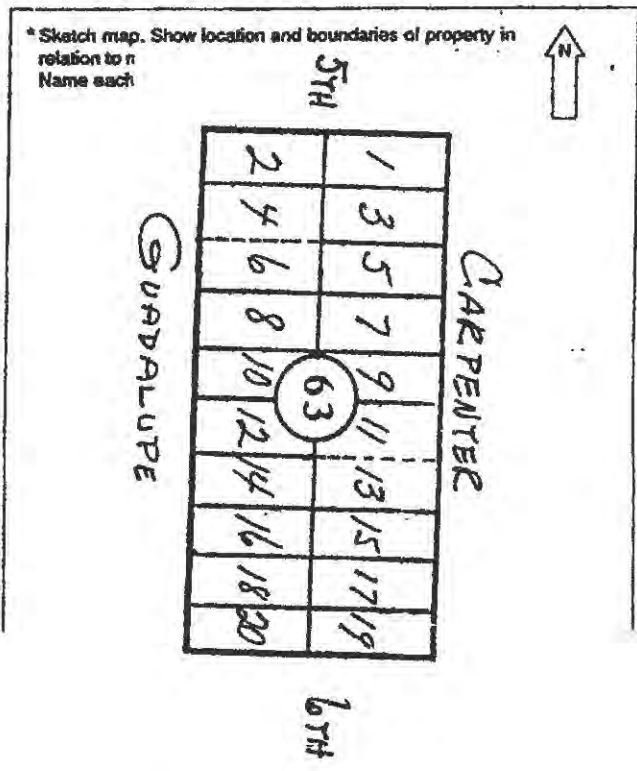 * Sketch map. Show location and boundaries of property in
relation to n
Name each
N
5TH
CARPENTER
GUADALUPE
1 3 5 7 9 11 13 15 17 19
2 4 6 8 10 12 14 16 18 20
63
6TH